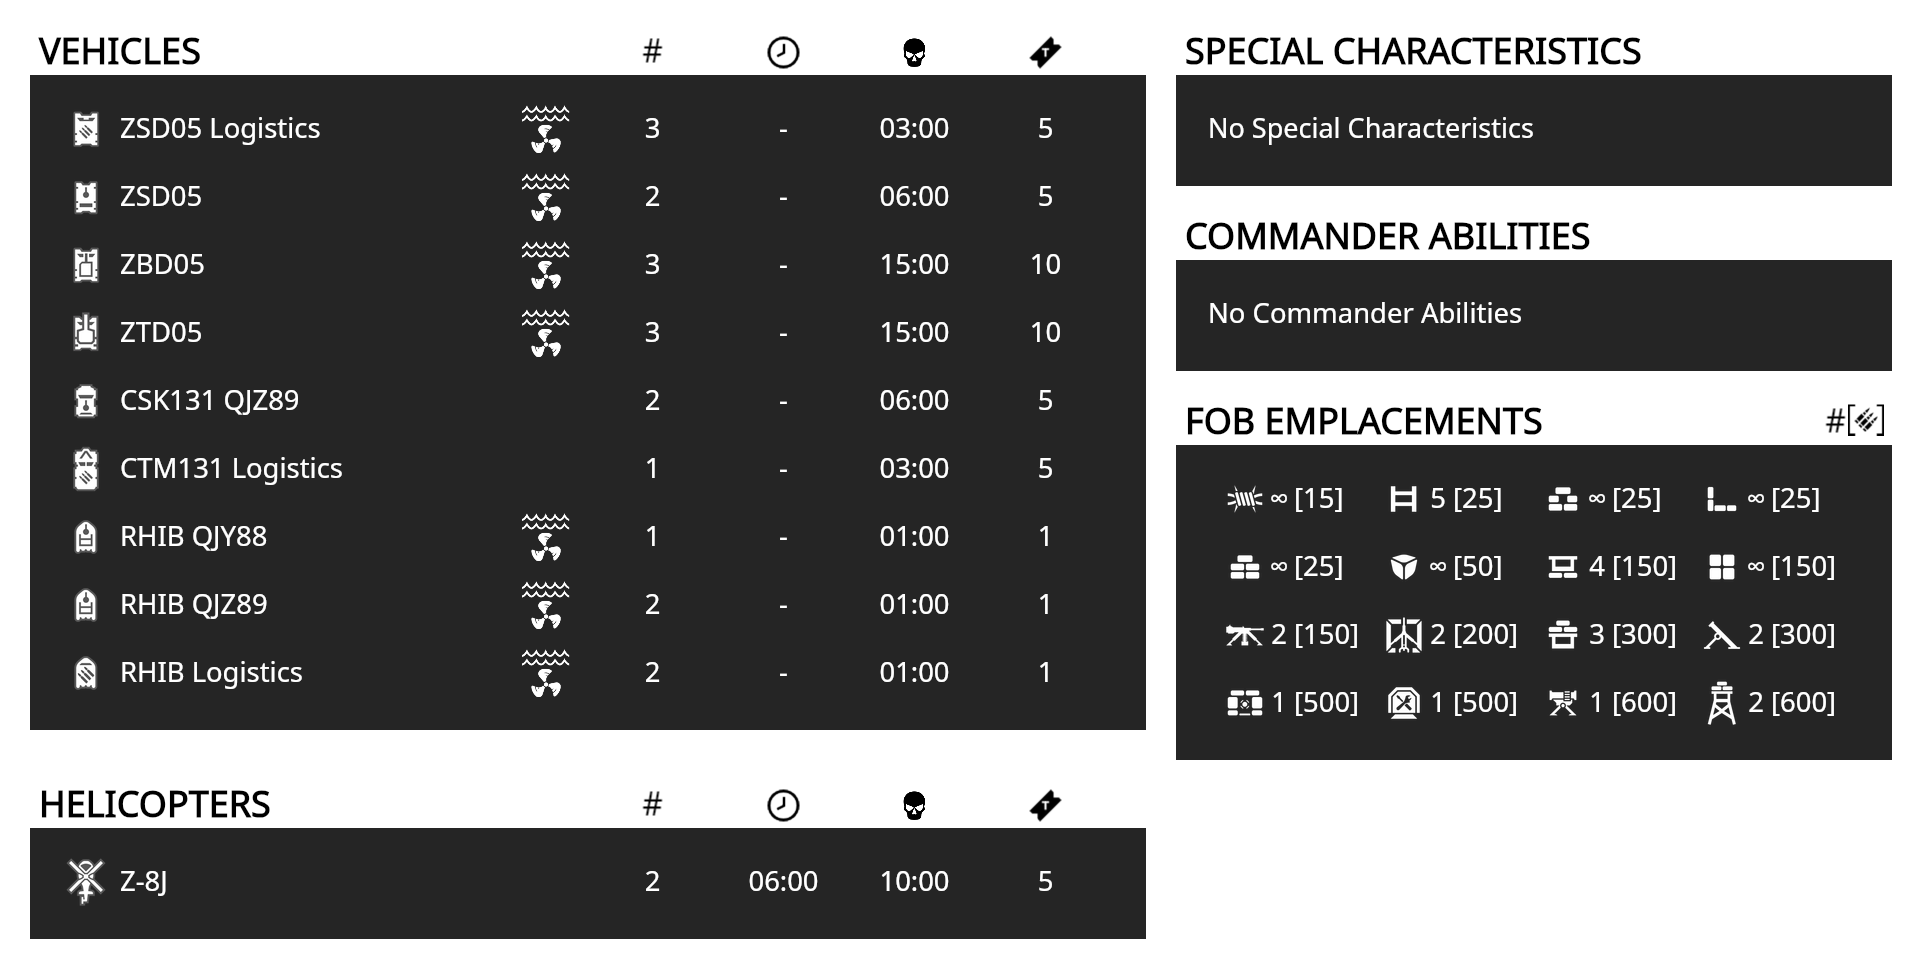 VEHICLES #
ZSD05 Logistics 3 - 03:00 5
ZSD05 2 - 06:00 5
ZBD05 3 - 15:00 10
ZTD05 3 - 15:00 10
CSK131 QJZ89 2 - 06:00 5
CTM131 Logistics 1 - 03:00 5
RHIB QJY88 1 - 01:00 1
RHIB QJZ89 2 - 01:00 1
RHIB Logistics 2 - 01:00 1
HELICOPTERS #
Z-8J 2 06:00 10:00 5
SPECIAL CHARACTERISTICS
No Special Characteristics
COMMANDER ABILITIES
No Commander Abilities
FOB EMPLACEMENTS #[]
∞ [15] 5 [25] ∞ [25] ∞ [25]
∞ [25] ∞ [50] 4 [150] ∞ [150]
2 [150] 2 [200] 3 [300] 2 [300]
1 [500] 1 [500] 1 [600] 2 [600]